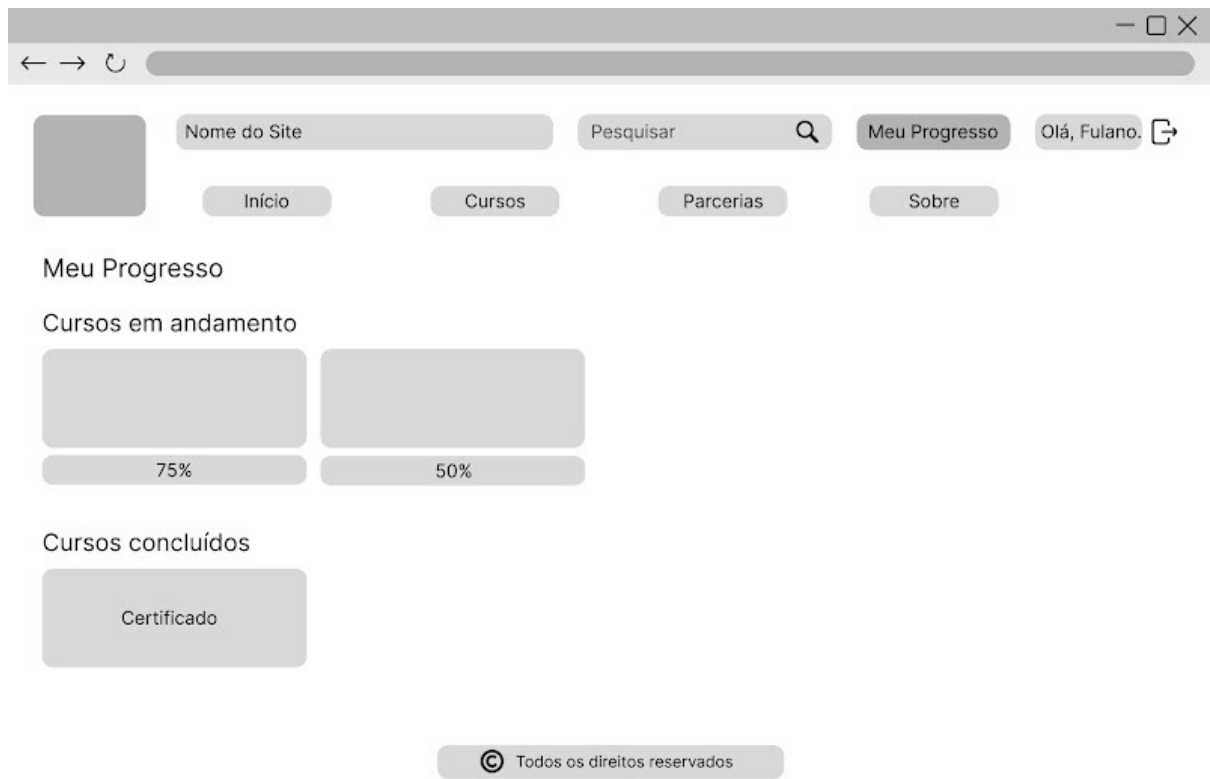 Nome do Site
Pesquisar
Meu Progresso
Olá, Fulano.
Início
Cursos
Parcerias
Sobre
Meu Progresso
Cursos em andamento
75%
50%
Cursos concluídos
Certificado
© Todos os direitos reservados